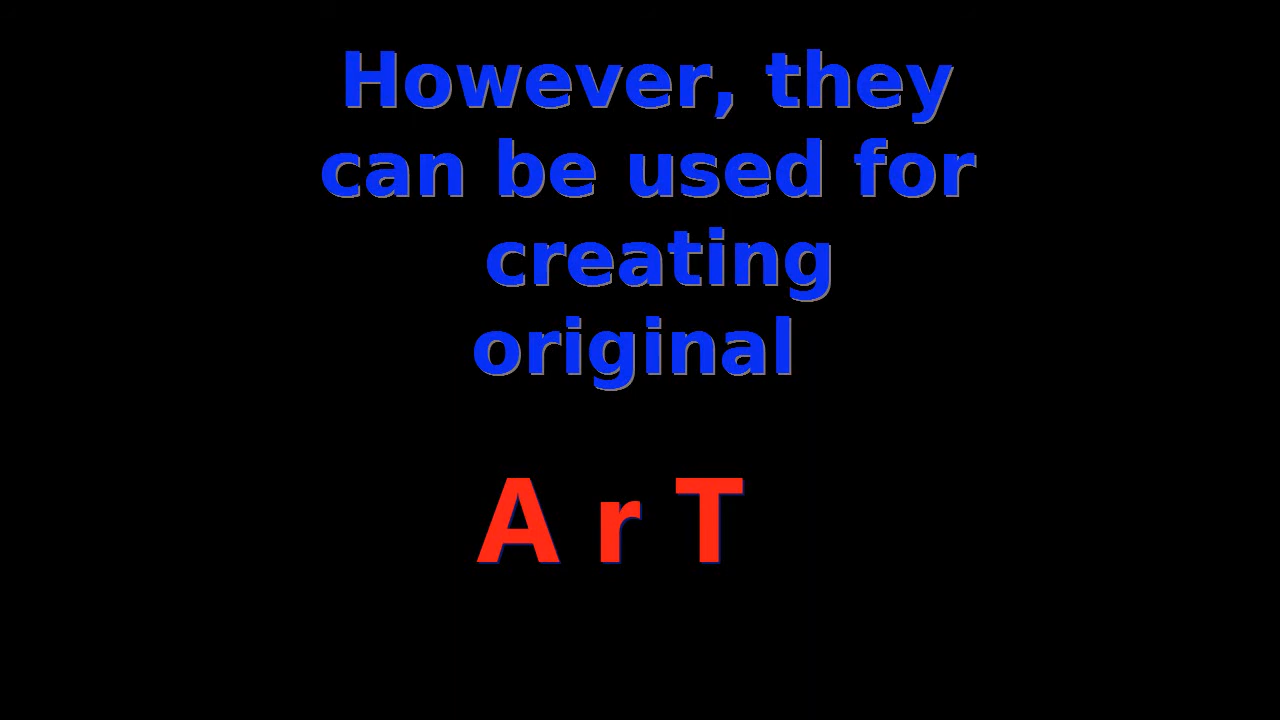 However, they
can be used for
creating
original
A r T